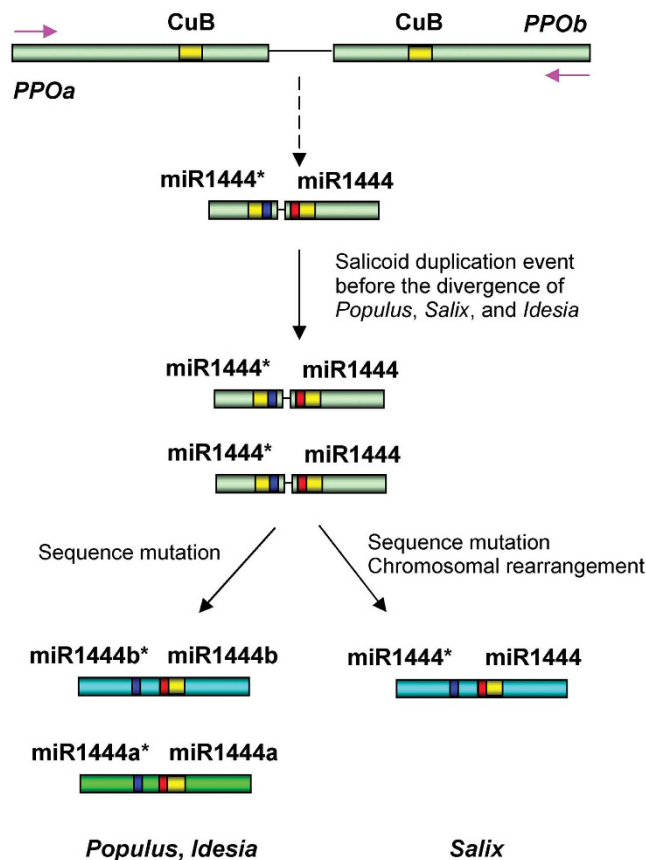 CuB CuB PPOb
PPOa
miR1444* miR1444
Salicoid duplication event
before the divergence of
Populus, Salix, and Idesia
miR1444* miR1444
miR1444* miR1444
Sequence mutation
Sequence mutation
Chromosomal rearrangement
miR1444b* miR1444b
miR1444* miR1444
miR1444a* miR1444a
Populus, Idesia
Salix